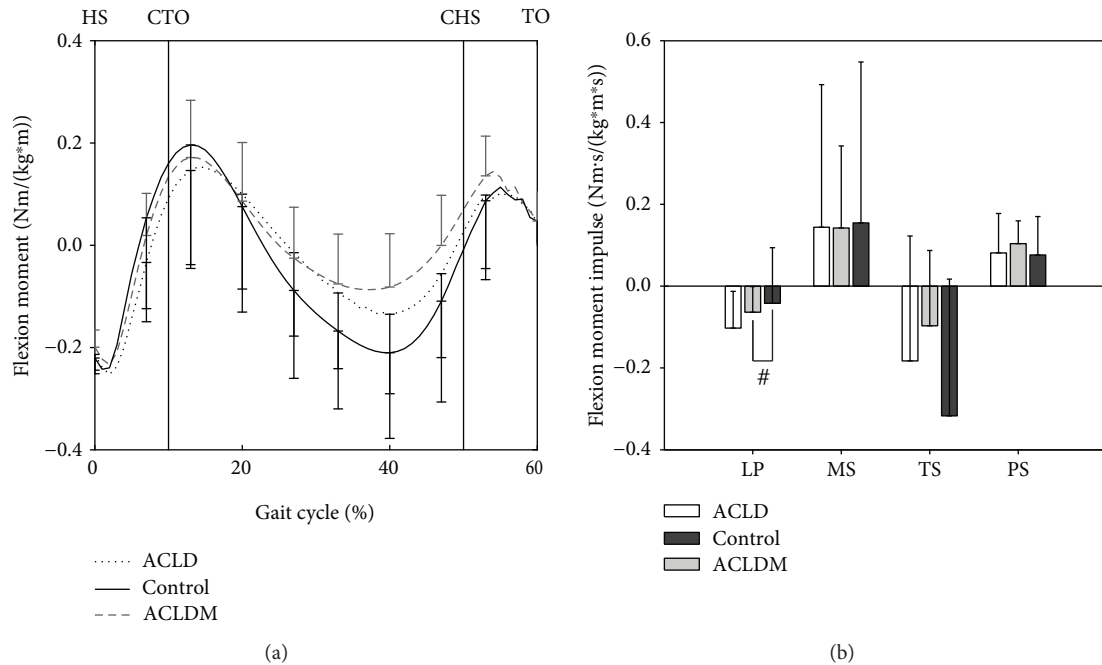 HS CTO CHS TO
0.4
0.2
0.0
−0.2
−0.4
Flexion moment (Nm/(kg*m))
0 20 40 60
Gait cycle (%)
ACLD
Control
ACLDM
(a)
0.6
0.4
0.2
0.0
−0.2
−0.4
Flexion moment impulse (Nm·s/(kg*m*s))
#
LP MS TS PS
ACLD
Control
ACLDM
(b)